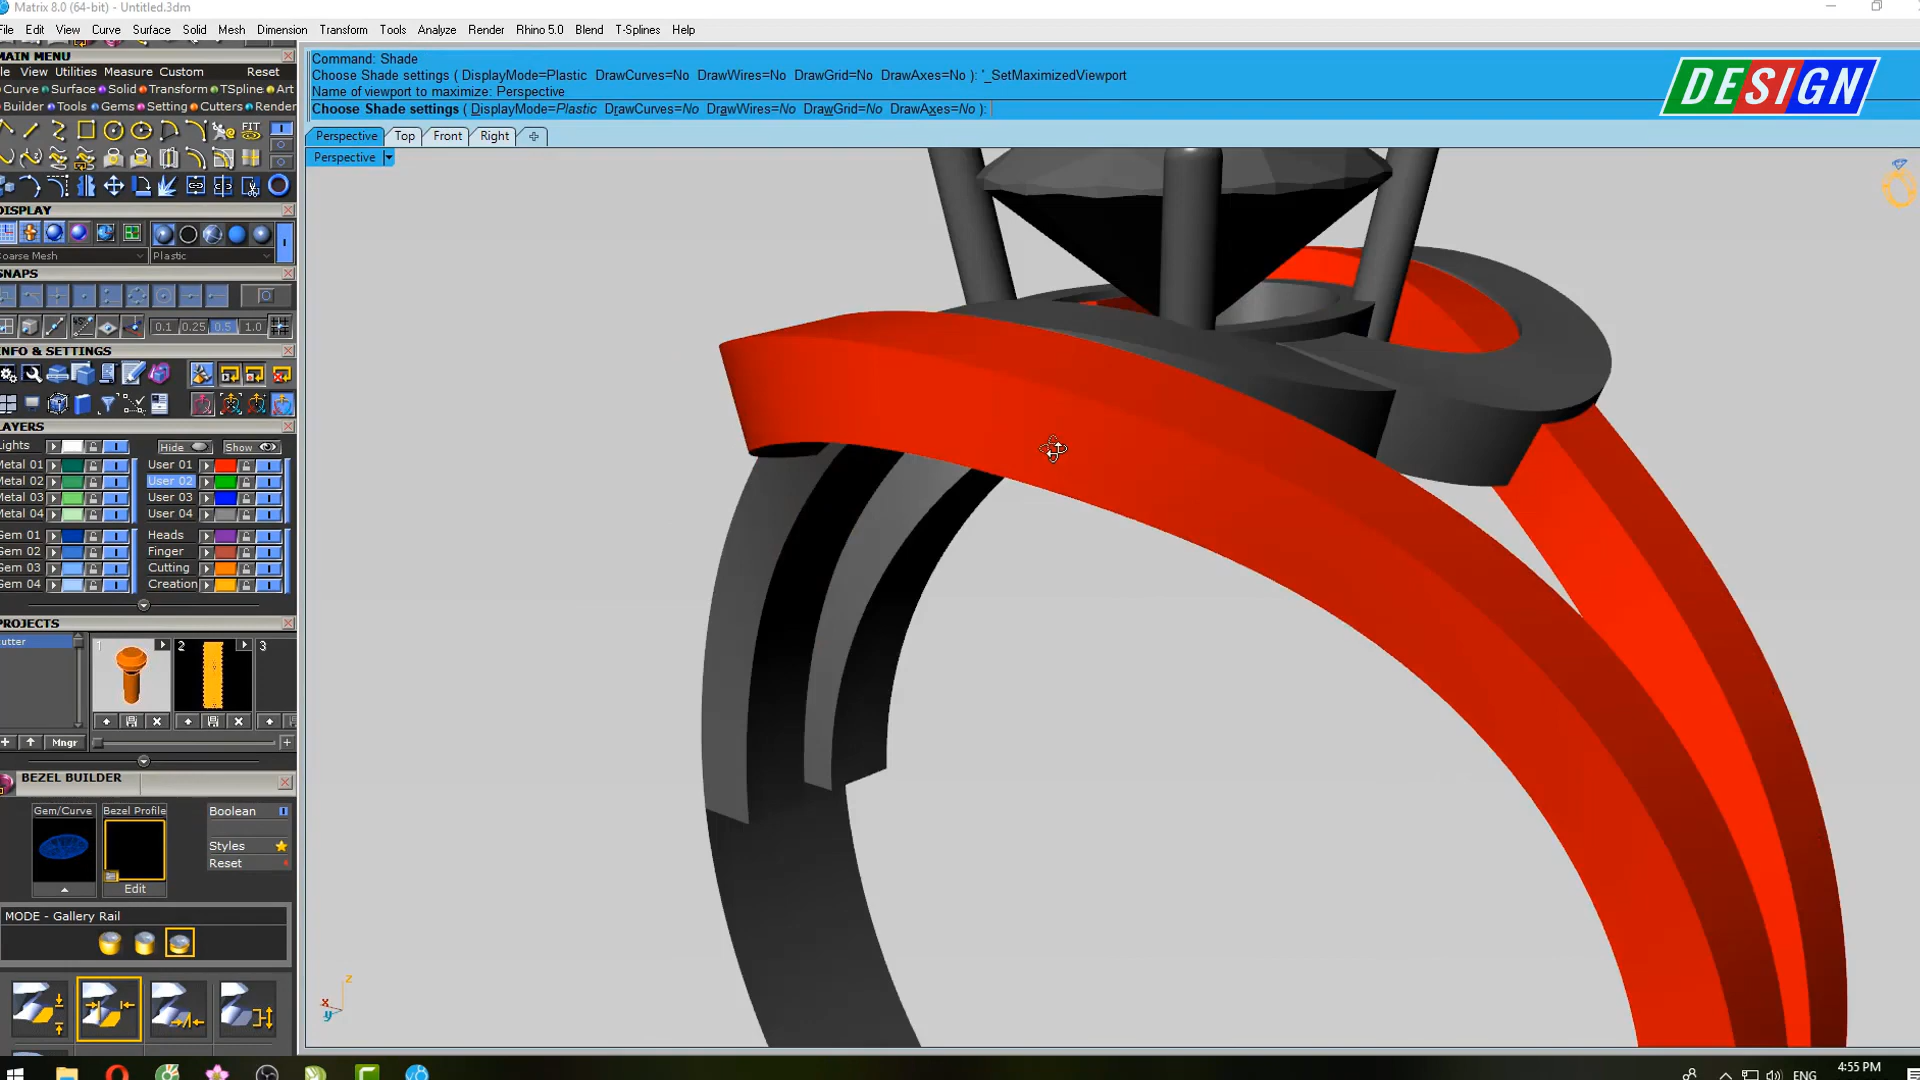 Matrix 8.0 (64-bit) - Untitled.3dm
File Edit View Curve Surface Solid Mesh Dimension Transform Tools Analyze Render Rhino 5.0 Blend T-Splines Help
MAIN MENU
le View Utilities Measure Custom Reset
Curve Surface Solid Transform TSpline Art
Builder Tools Gems Setting Cutters Render
FIT
DISPLAY
oarse Mesh Plastic
SNAPS
0.1 0.25 0.5 1.0
INFO & SETTINGS
LAYERS
ights Hide Show
Metal 01 User 01
Metal 02 User 02
Metal 03 User 03
Metal 04 User 04
Gem 01 Heads
Gem 02 Finger
Gem 03 Cutting
Gem 04 Creation
PROJECTS
utter 1 2 3
Mngr
BEZEL BUILDER
Gem/Curve Bezel Profile Boolean
Styles
Reset
Edit
MODE - Gallery Rail
Command: Shade
Choose Shade settings ( DisplayMode=Plastic DrawCurves=No DrawWires=No DrawGrid=No DrawAxes=No ): '_SetMaximizedViewport
Name of viewport to maximize: Perspective
Choose Shade settings ( DisplayMode=Plastic DrawCurves=No DrawWires=No DrawGrid=No DrawAxes=No ):
DESIGN
Perspective Top Front Right
Perspective
z
x
y
ENG 4:55 PM